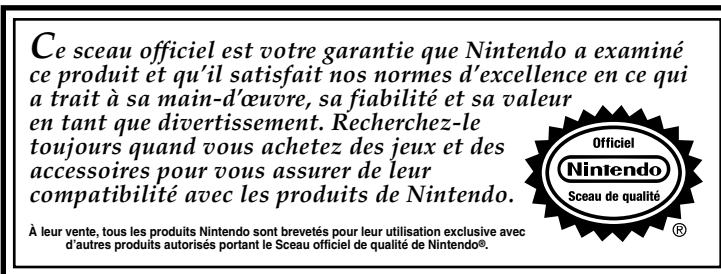 Ce sceau officiel est votre garantie que Nintendo a examiné
ce produit et qu'il satisfait nos normes d'excellence en ce qui
a trait à sa main-d'œuvre, sa fiabilité et sa valeur
en tant que divertissement. Recherchez-le
toujours quand vous achetez des jeux et des
accessoires pour vous assurer de leur
compatibilité avec les produits de Nintendo.
À leur vente, tous les produits Nintendo sont brevetés pour leur utilisation exclusive avec
d'autres produits autorisés portant le Sceau officiel de qualité de Nintendo®.
Officiel
Nintendo
Sceau de qualité
®